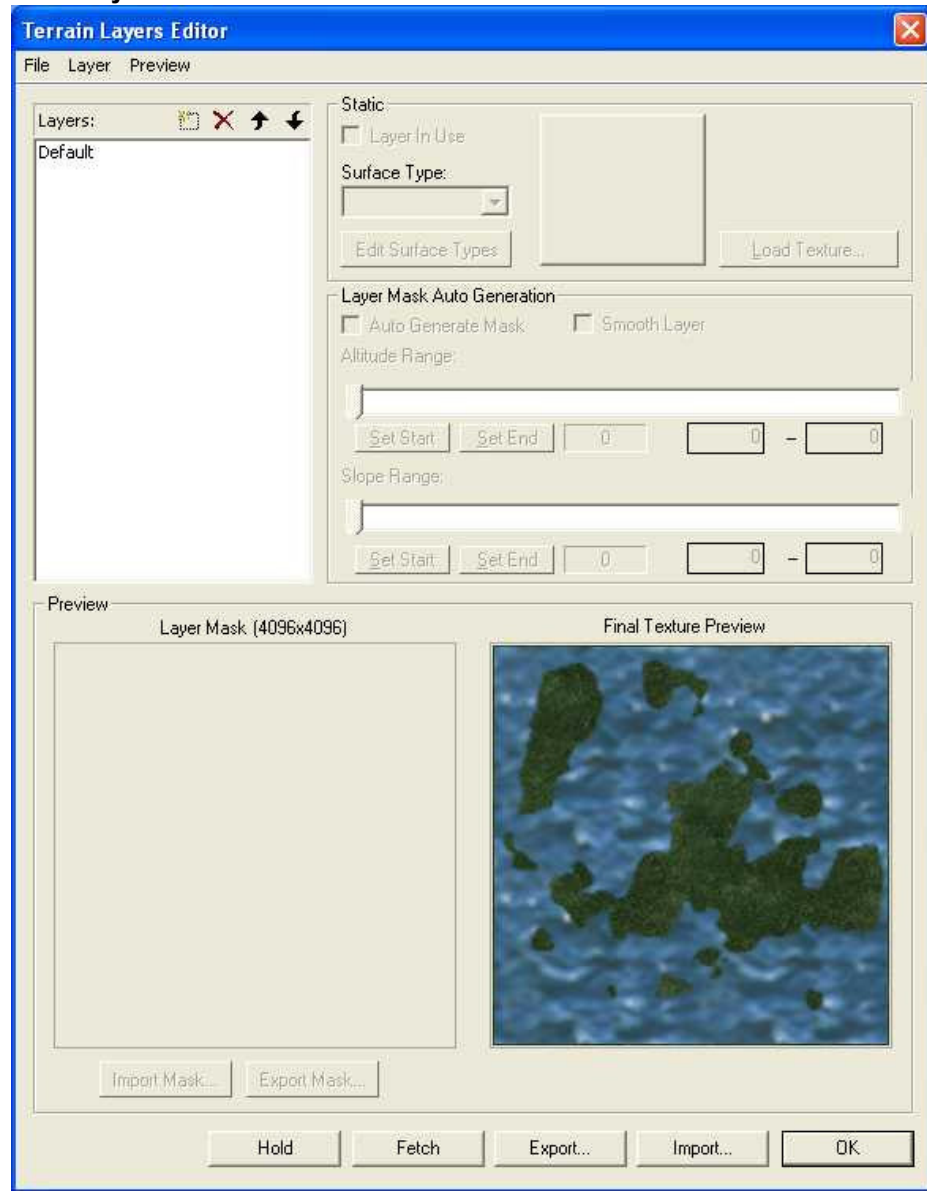 Terrain Layers Editor
File Layer Preview
Layers:
Default
Static
Layer In Use
Surface Type:
Edit Surface Types
Load Texture...
Layer Mask Auto Generation
Auto Generate Mask Smooth Layer
Altitude Range:
Set Start Set End 0 0 - 0
Slope Range:
Set Start Set End 0 0 - 0
Preview
Layer Mask (4096x4096) Final Texture Preview
Import Mask... Export Mask...
Hold Fetch Export... Import... OK